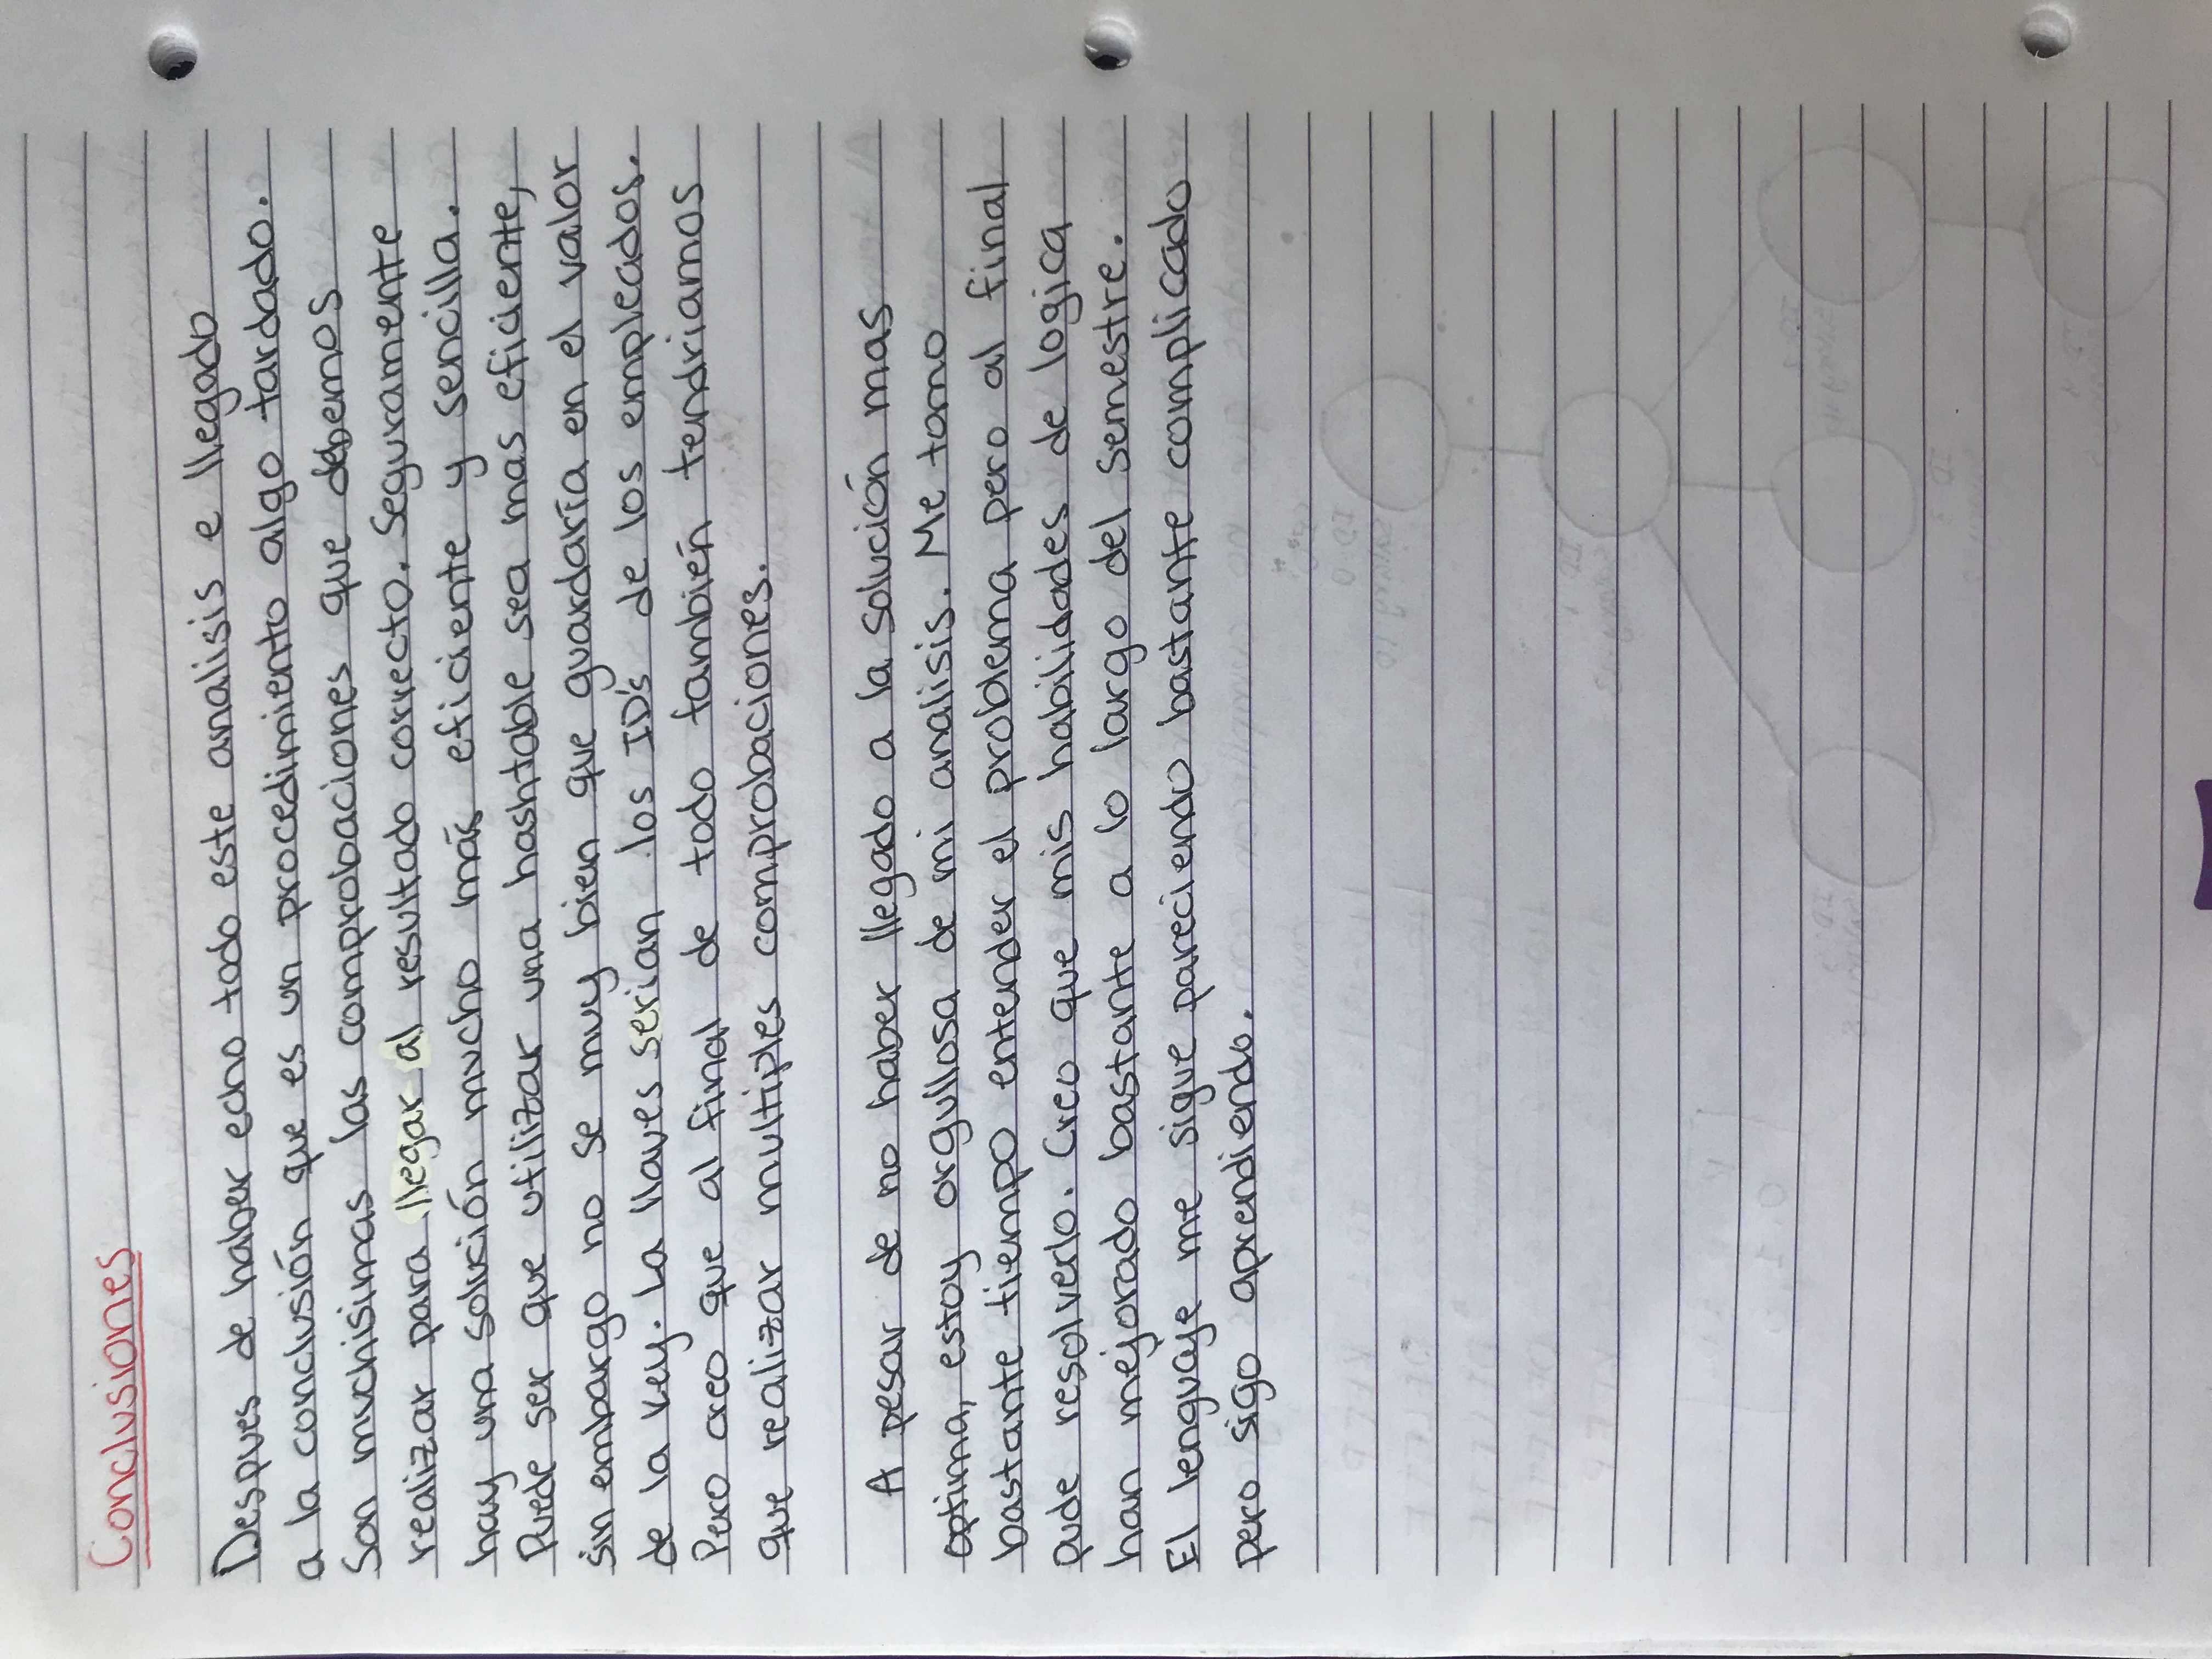 Conclusiones
Despues de haber echo todo este analisis e llegado
a la conclusión que es un procedimiento algo tardado.
Son muchisimas las comprobaciones que debemos
realizar para llegar al resultado correcto. Seguramente
hay una solución mucho más eficiente y sencilla.
Puede ser que utilizar una hashtable sea mas eficiente,
sin embargo no se muy bien que guardaría en el valor
de la key. La llaves serian los ID's de los empleados.
Pero creo que al final de todo también tendriamos
que realizar multiples comprobaciones.
A pesar de no haber llegado a la solución mas
optima, estoy orgullosa de mi analisis. Me tomo
bastante tiempo entender el problema pero al final
pude resolverlo. Creo que mis habilidades de logica
han mejorado bastante a lo largo del semestre.
El lenguaje me sigue pareciendo bastante complicado
pero sigo aprendiendo.